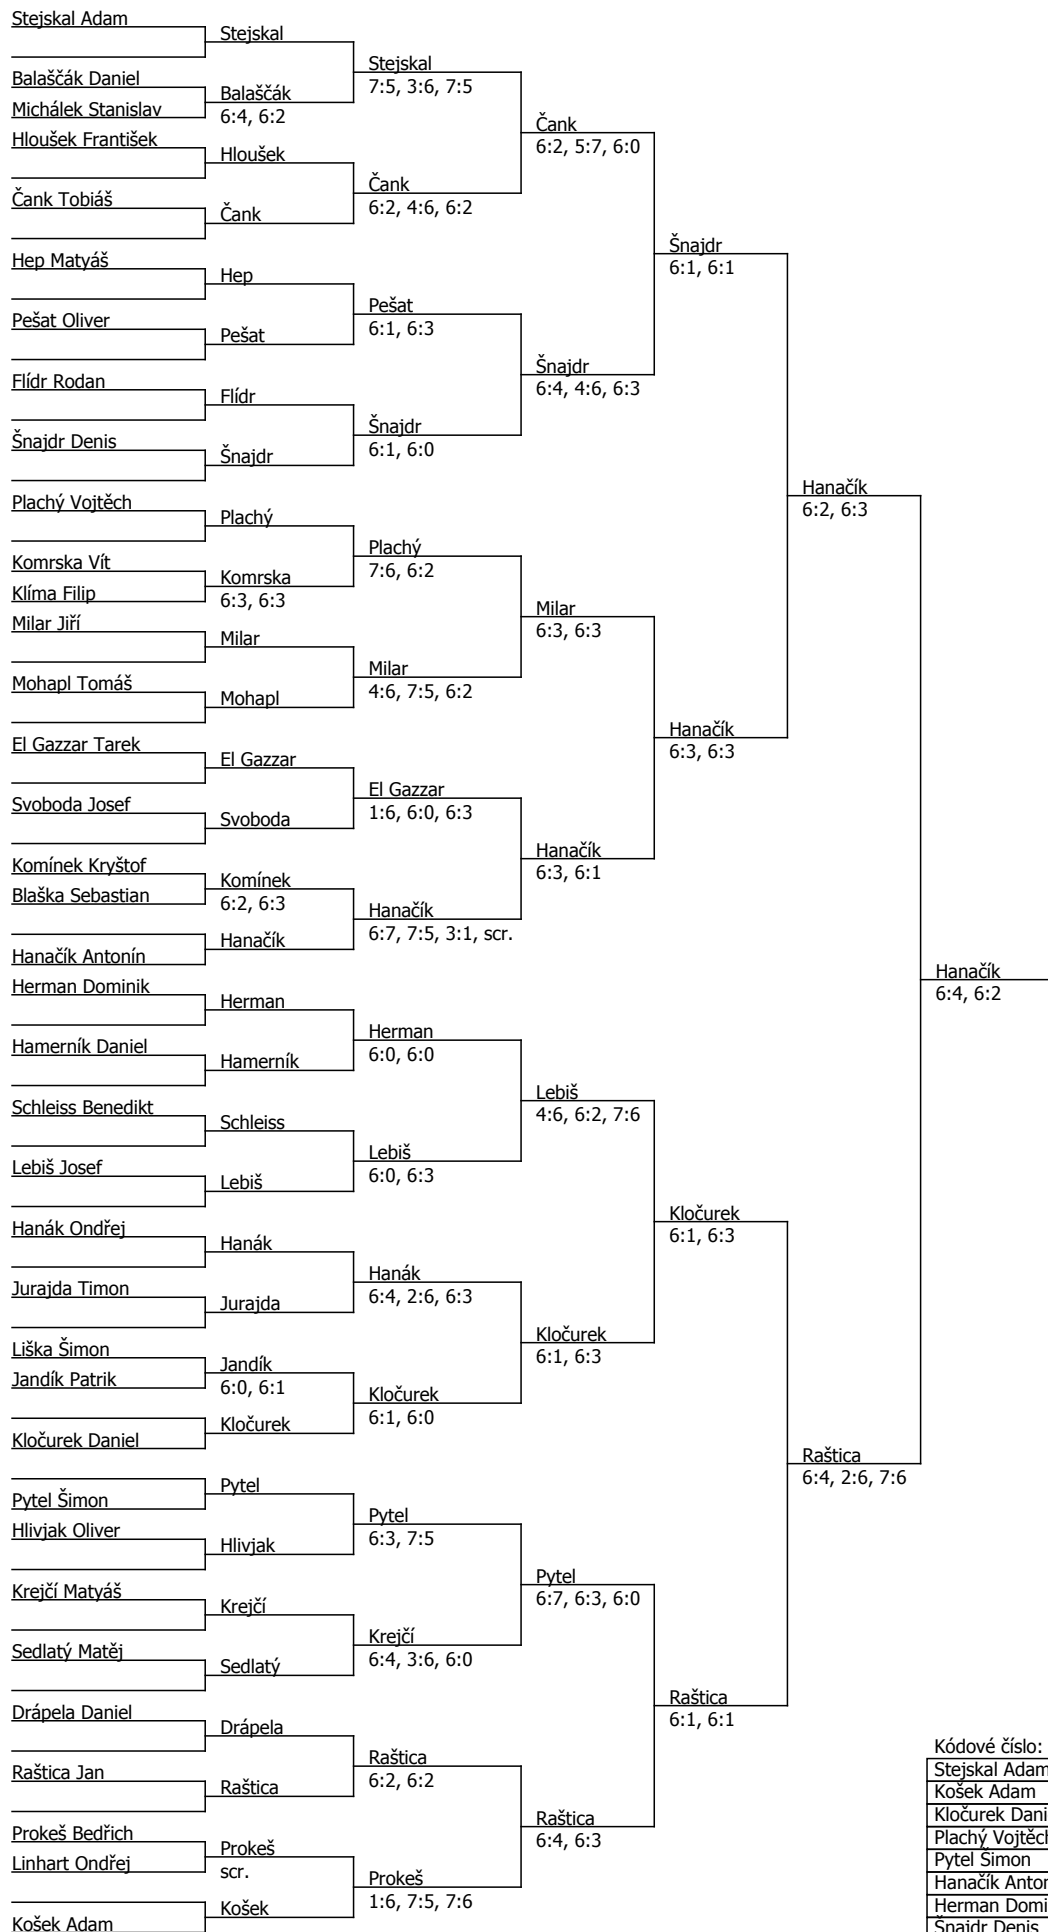 Stejskal Adam
Balaščák Daniel
Michálek Stanislav
Hloušek František
Čank Tobiáš
Hep Matyáš
Pešat Oliver
Flídr Rodan
Šnajdr Denis
Plachý Vojtěch
Komrska Vít
Klíma Filip
Milar Jiří
Mohapl Tomáš
El Gazzar Tarek
Svoboda Josef
Komínek Kryštof
Blaška Sebastian
Hanačík Antonín
Herman Dominik
Hamerník Daniel
Schleiss Benedikt
Lebiš Josef
Hanák Ondřej
Jurajda Timon
Liška Šimon
Jandík Patrik
Kločurek Daniel
Pytel Šimon
Hlivjak Oliver
Krejčí Matyáš
Sedlatý Matěj
Drápela Daniel
Raštica Jan
Prokeš Bedřich
Linhart Ondřej
Košek Adam
Stejskal
Balaščák
6:4, 6:2
Hloušek
Čank
Hep
Pešat
Flídr
Šnajdr
Plachý
Komrska
6:3, 6:3
Milar
Mohapl
El Gazzar
Svoboda
Komínek
6:2, 6:3
Hanačík
Herman
Hamerník
Schleiss
Lebiš
Hanák
Jurajda
Jandík
6:0, 6:1
Kločurek
Pytel
Hlivjak
Krejčí
Sedlatý
Drápela
Raštica
Prokeš
scr.
Košek
Stejskal
7:5, 3:6, 7:5
Čank
6:2, 4:6, 6:2
Pešat
6:1, 6:3
Šnajdr
6:1, 6:0
Plachý
7:6, 6:2
Milar
4:6, 7:5, 6:2
El Gazzar
1:6, 6:0, 6:3
Hanačík
6:7, 7:5, 3:1, scr.
Herman
6:0, 6:0
Lebiš
6:0, 6:3
Hanák
6:4, 2:6, 6:3
Kločurek
6:1, 6:0
Pytel
6:3, 7:5
Krejčí
6:4, 3:6, 6:0
Raštica
6:2, 6:2
Prokeš
1:6, 7:5, 7:6
Čank
6:2, 5:7, 6:0
Šnajdr
6:4, 4:6, 6:3
Milar
6:3, 6:3
Hanačík
6:3, 6:1
Lebiš
4:6, 6:2, 7:6
Kločurek
6:1, 6:3
Pytel
6:7, 6:3, 6:0
Raštica
6:4, 6:3
Šnajdr
6:1, 6:1
Hanačík
6:3, 6:3
Kločurek
6:1, 6:3
Raštica
6:1, 6:1
Hanačík
6:2, 6:3
Raštica
6:4, 2:6, 7:6
Hanačík
6:4, 6:2
Kódové číslo:
Stejskal Adam
Košek Adam
Kločurek Dani
Plachý Vojtěch
Pytel Šimon
Hanačík Anton
Herman Domi
Šnajdr Denis